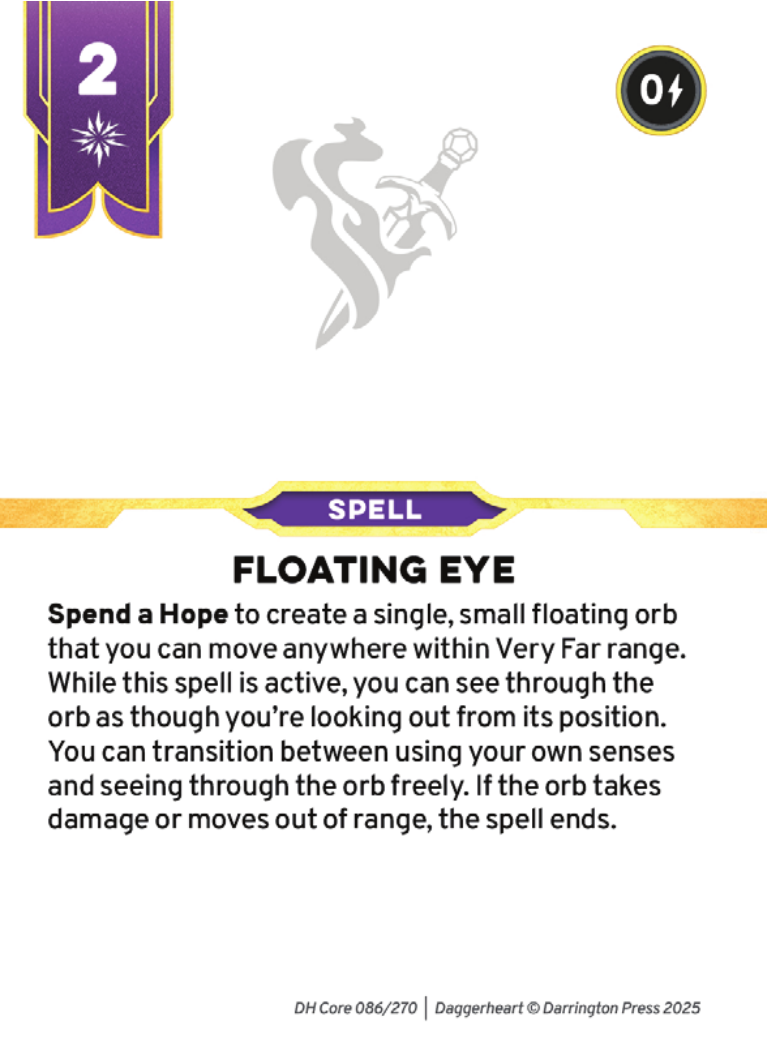 2
0
SPELL
FLOATING EYE
Spend a Hope to create a single, small floating orb
that you can move anywhere within Very Far range.
While this spell is active, you can see through the
orb as though you’re looking out from its position.
You can transition between using your own senses
and seeing through the orb freely. If the orb takes
damage or moves out of range, the spell ends.
DH Core 086/270 | Daggerheart © Darrington Press 2025